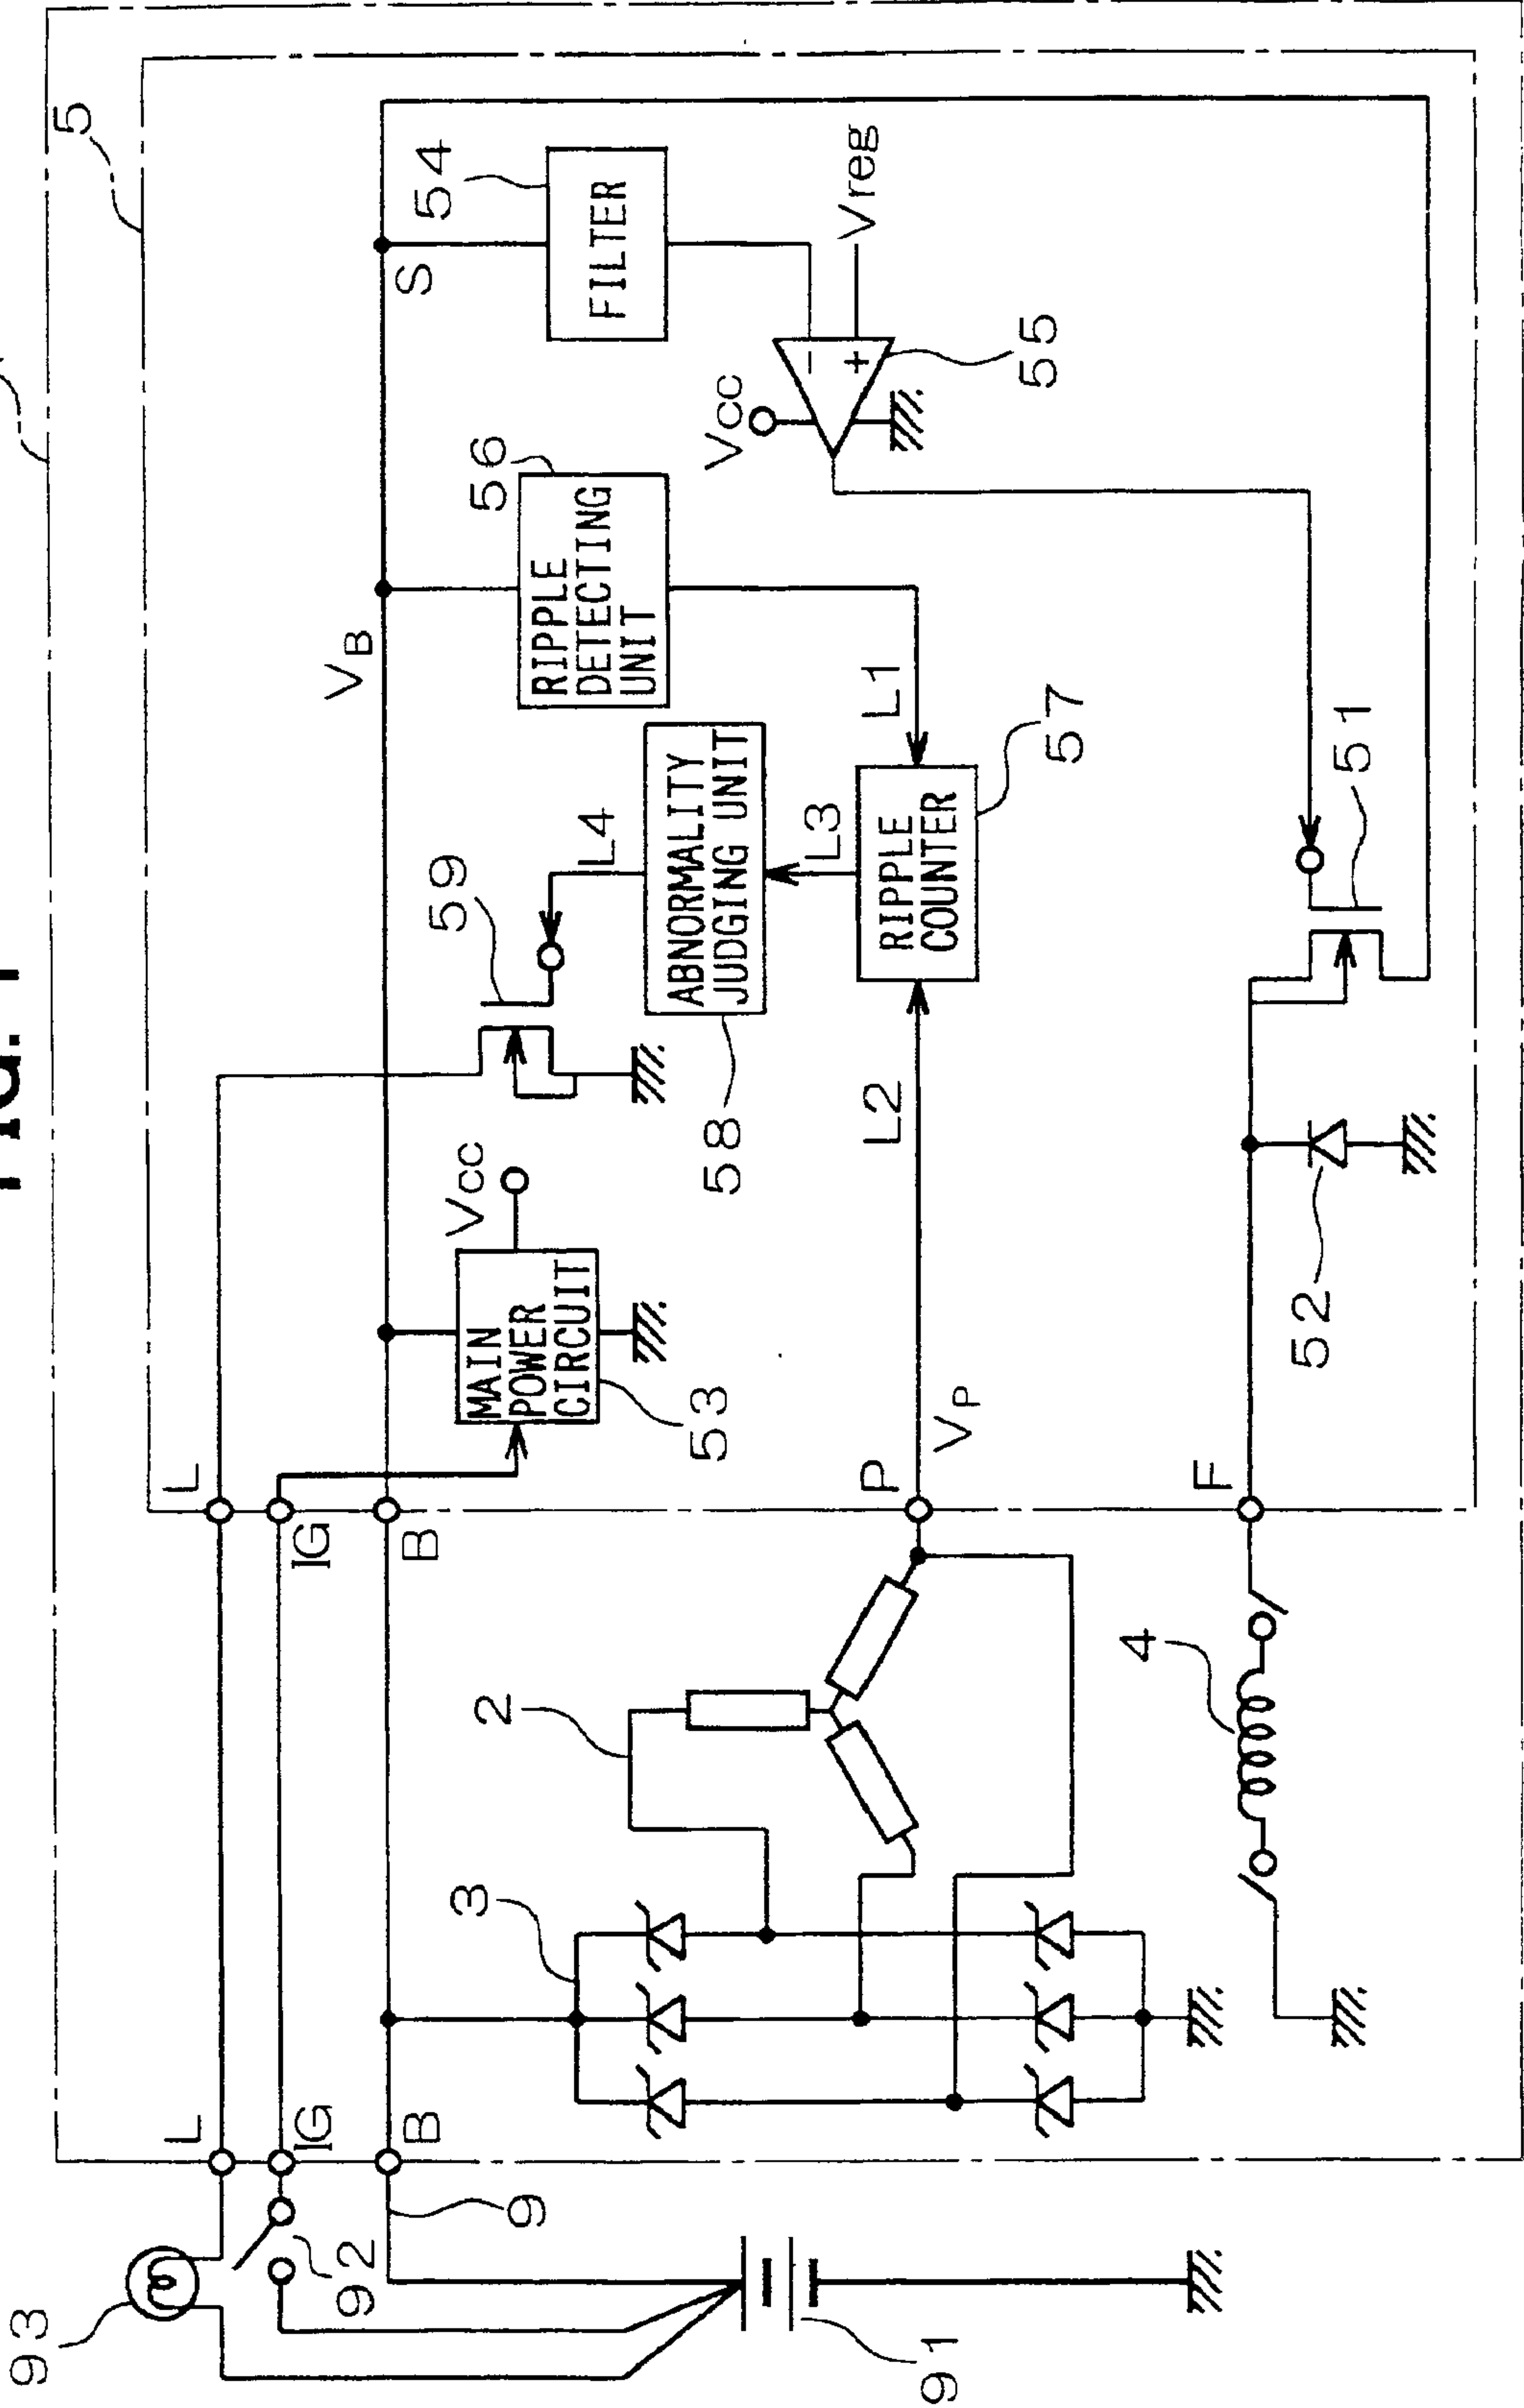 5
93
L
IG
B
92
9
91
L
IG
B
VB
S
3
2
4
P
VP
F
MAIN
POWER
CIRCUIT
53
Vcc
59
L4
ABNORMALITY
JUDGING UNIT
58
L3
RIPPLE
DETECTING
UNIT
56
L1
L2
RIPPLE
COUNTER
57
FILTER
54
Vcc
Vreg
−
+
55
51
52